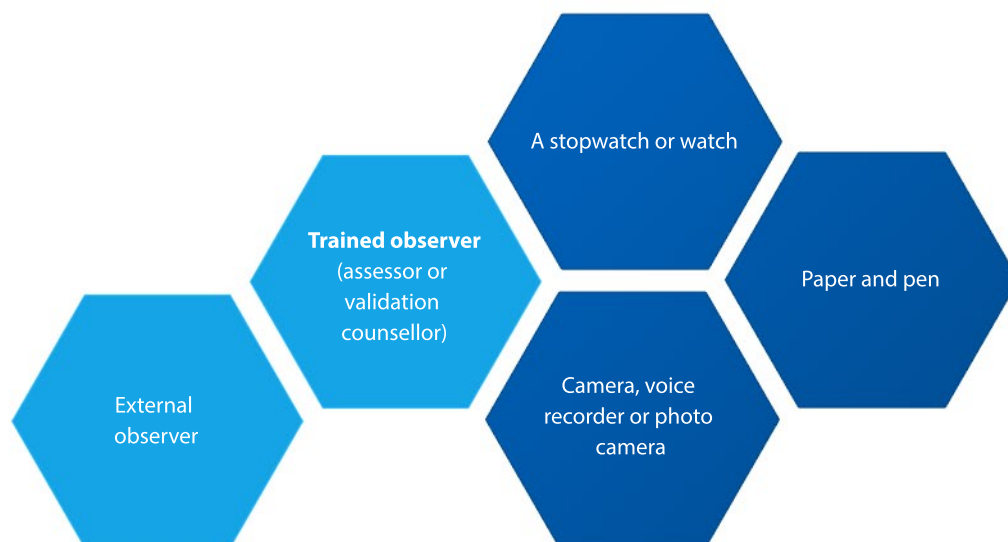 A stopwatch or watch
Trained observer
(assessor or
validation
counsellor)
Paper and pen
External
observer
Camera, voice
recorder or photo
camera